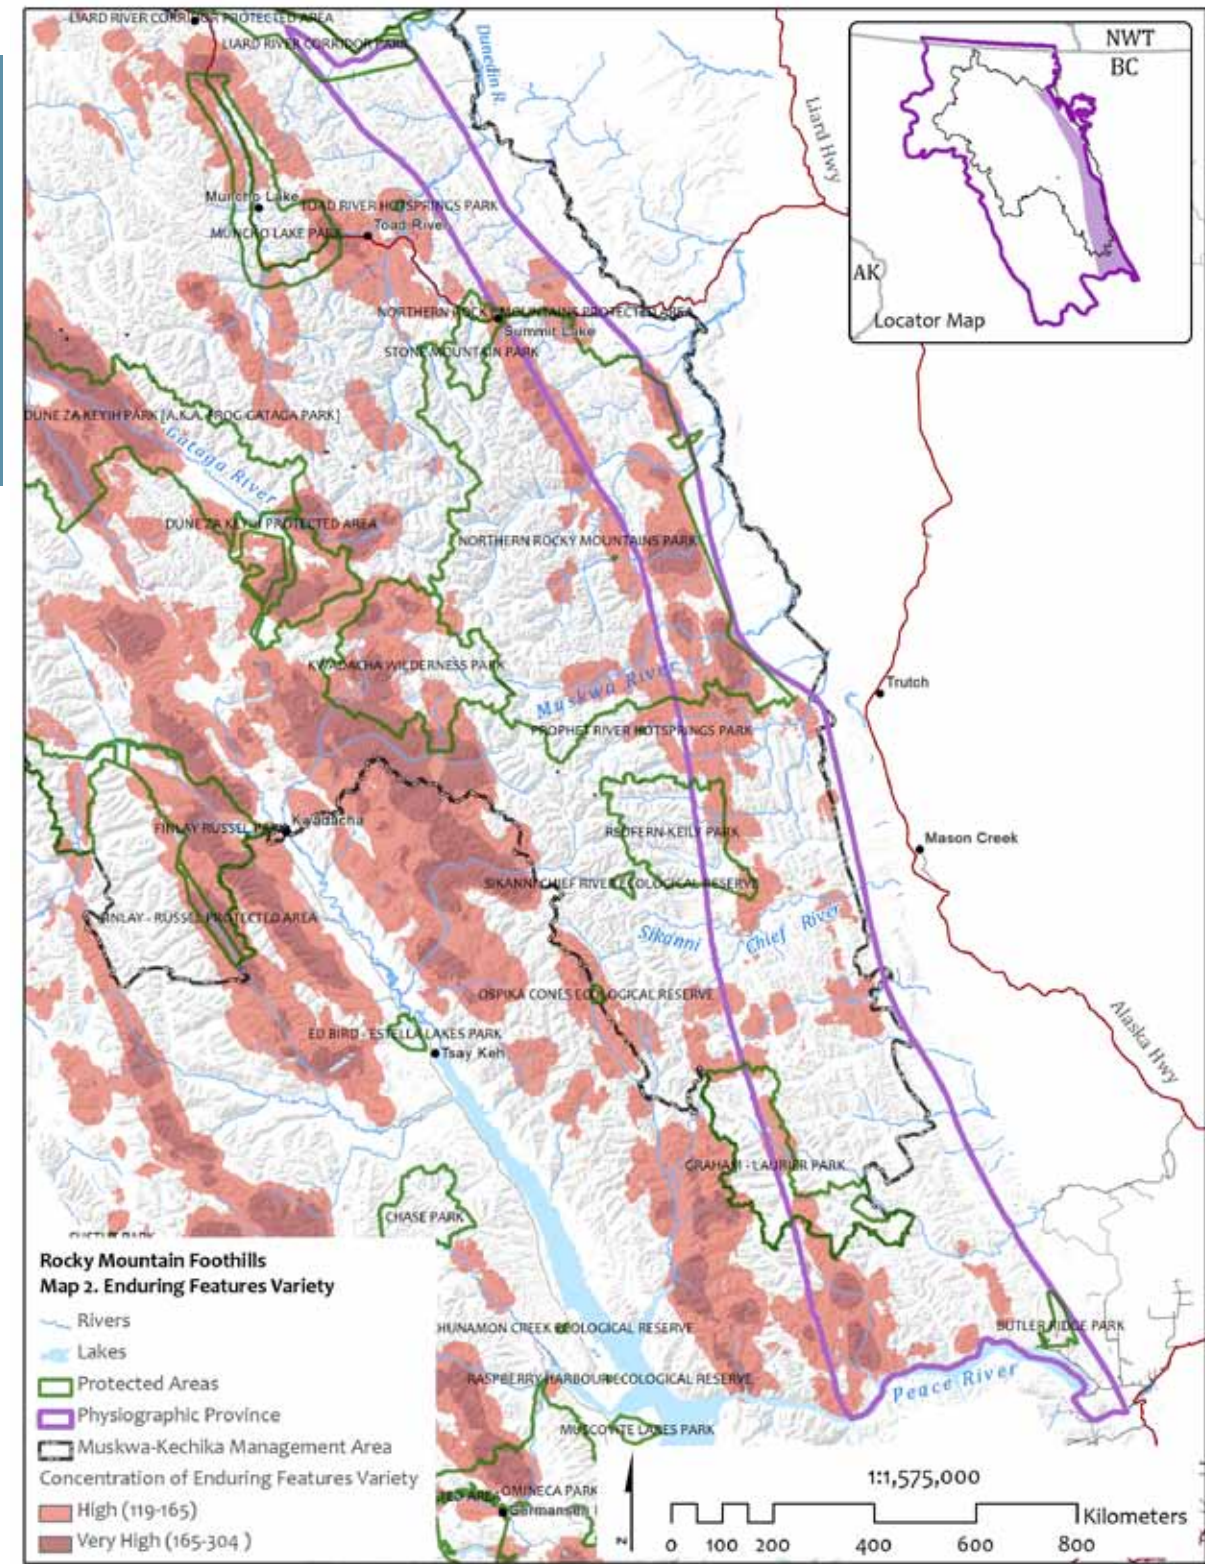 LIARD RIVER CORRIDOR PROTECTED AREA
LIARD RIVER CORRIDOR PARK
Dunedin R.
Liard Hwy
NWT
BC
AK
Locator Map
Muncho Lake
TOAD RIVER HOTSPRINGS PARK
Toad River
MUNCHO LAKE PARK
NORTHERN ROCKY MOUNTAINS PROTECTED AREA
Summit Lake
STONE MOUNTAIN PARK
DUNE ZA KEYIH PARK [A.K.A. FROG-GATAGA PARK]
Gataga River
DUNE ZA KEYIH PROTECTED AREA
NORTHERN ROCKY MOUNTAINS PARK
KWADACHA WILDERNESS PARK
Muskwa River
Trutch
PROPHET RIVER HOTSPRINGS PARK
FINLAY RUSSEL PARK
Kwadacha
REDFERN-KEILY PARK
Mason Creek
SIKANNI CHIEF RIVER ECOLOGICAL RESERVE
FINLAY - RUSSEL PROTECTED AREA
Sikanni Chief River
OSPIKA CONES ECOLOGICAL RESERVE
ED BIRD - ESTELLA LAKES PARK
Tsay Keh
Alaska Hwy
GRAHAM - LAURIER PARK
CHASE PARK
HUNAMON CREEK ECOLOGICAL RESERVE
BUTLER RIDGE PARK
RASPBERRY HARBOUR ECOLOGICAL RESERVE
Peace River
MUSCOVITE LAKES PARK
OMINECA PARK
Germansen
Rocky Mountain Foothills
Map 2. Enduring Features Variety
Rivers
Lakes
Protected Areas
Physiographic Province
Muskwa-Kechika Management Area
Concentration of Enduring Features Variety
High (119-165)
Very High (165-304 )
1:1,575,000
Kilometers
N
0 100 200 400 600 800